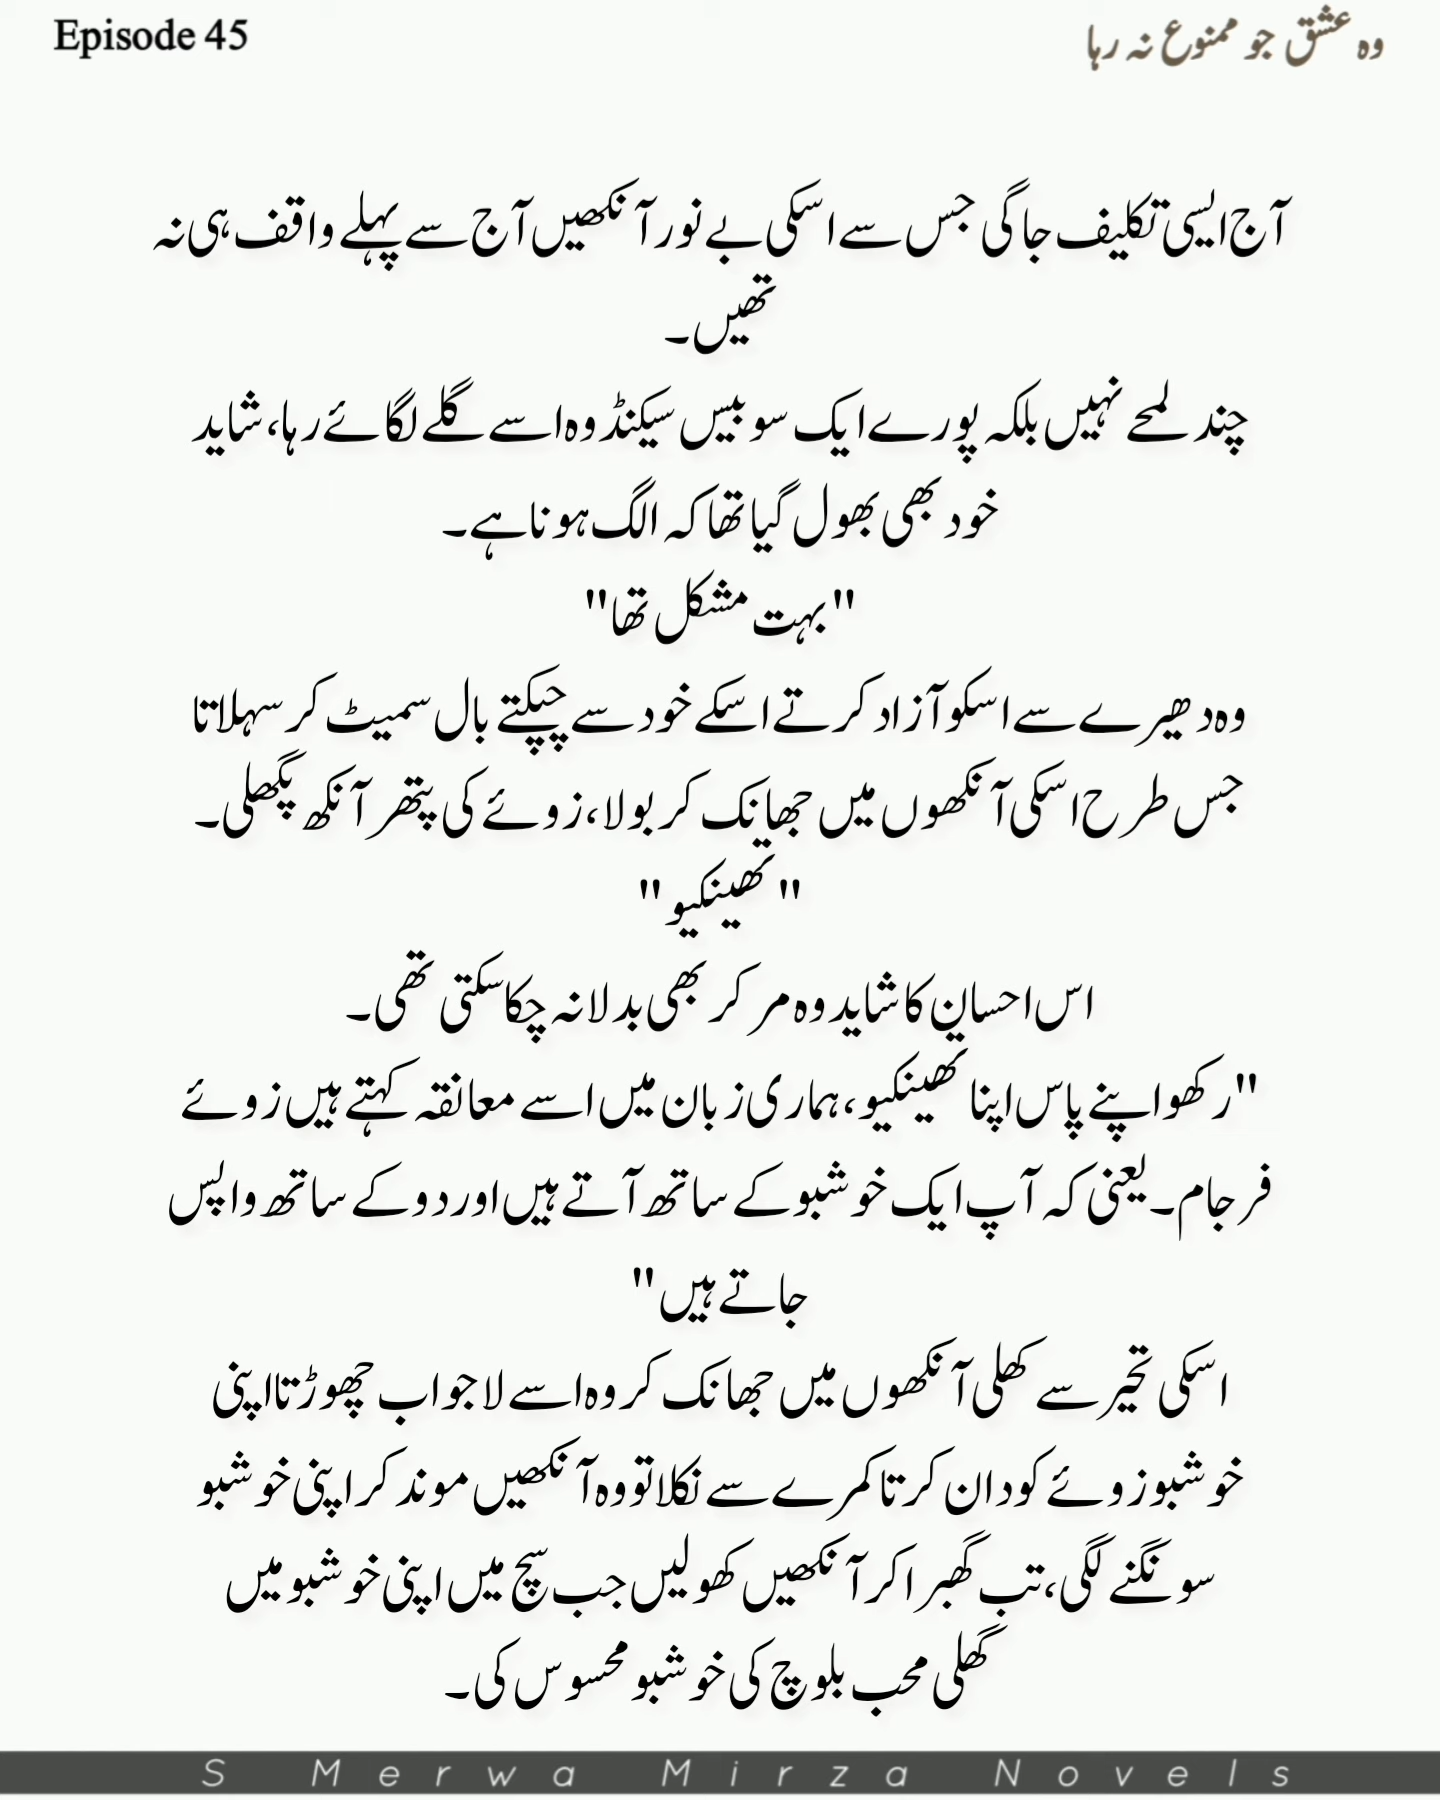 Episode 45
وہ عشق جو ممنوع نہ رہا
آج ایسی تکلیف جاگی جس سے اسکی بے نور آنکھیں آج سے پہلے واقف ہی نہ
تھیں۔
چند لمحے نہیں بلکہ پورے ایک سو بیس سیکنڈ وہ اسے گلے لگائے رہا، شاید
خود بھی بھول گیا تھا کہ الگ ہونا ہے۔
"بہت مشکل تھا"
وہ دھیرے سے اسکو آزاد کرتے اسکے خود سے چپکتے بال سمیٹ کر سہلاتا
جس طرح اسکی آنکھوں میں جھانک کر بولا، زوئے کی پتھر آنکھ پگھلی۔
"تھینکیو"
اس احسان کا شاید وہ مر کر بھی بدلا نہ چکا سکتی تھی۔
"رکھو اپنے پاس اپنا تھینکیو، ہماری زبان میں اسے معانقہ کہتے ہیں زوئے
فرجام۔ یعنی کہ آپ ایک خوشبو کے ساتھ آتے ہیں اور دو کے ساتھ واپس
جاتے ہیں"
اسکی تحیر سے کھلی آنکھوں میں جھانک کر وہ اسے لاجواب چھوڑتا اپنی
خوشبو زوئے کو دان کرتا کمرے سے نکلا تو وہ آنکھیں موند کر اپنی خوشبو
سونگنے لگی، تب گھبرا کر آنکھیں کھولیں جب سچ میں اپنی خوشبو میں
گھلی محب بلوچ کی خوشبو محسوس کی۔
S Merwa Mirza Novels